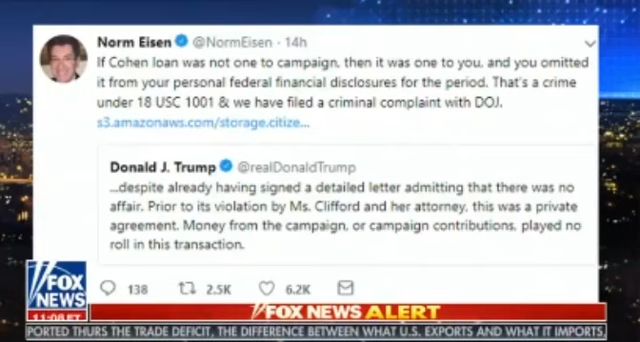 Norm Eisen @NormEisen · 14h
If Cohen loan was not one to campaign, then it was one to you, and you omitted
it from your personal federal financial disclosures for the period. That's a crime
under 18 USC 1001 & we have filed a criminal complaint with DOJ.
s3.amazonaws.com/storage.citize...
Donald J. Trump @realDonaldTrump
...despite already having signed a detailed letter admitting that there was no
affair. Prior to its violation by Ms. Clifford and her attorney, this was a private
agreement. Money from the campaign, or campaign contributions, played no
roll in this transaction.
138 2.5K 6.2K
FOX
NEWS
11:06 ET
FOX NEWS ALERT
PORTED THURS THE TRADE DEFICIT, THE DIFFERENCE BETWEEN WHAT U.S. EXPORTS AND WHAT IT IMPORTS,